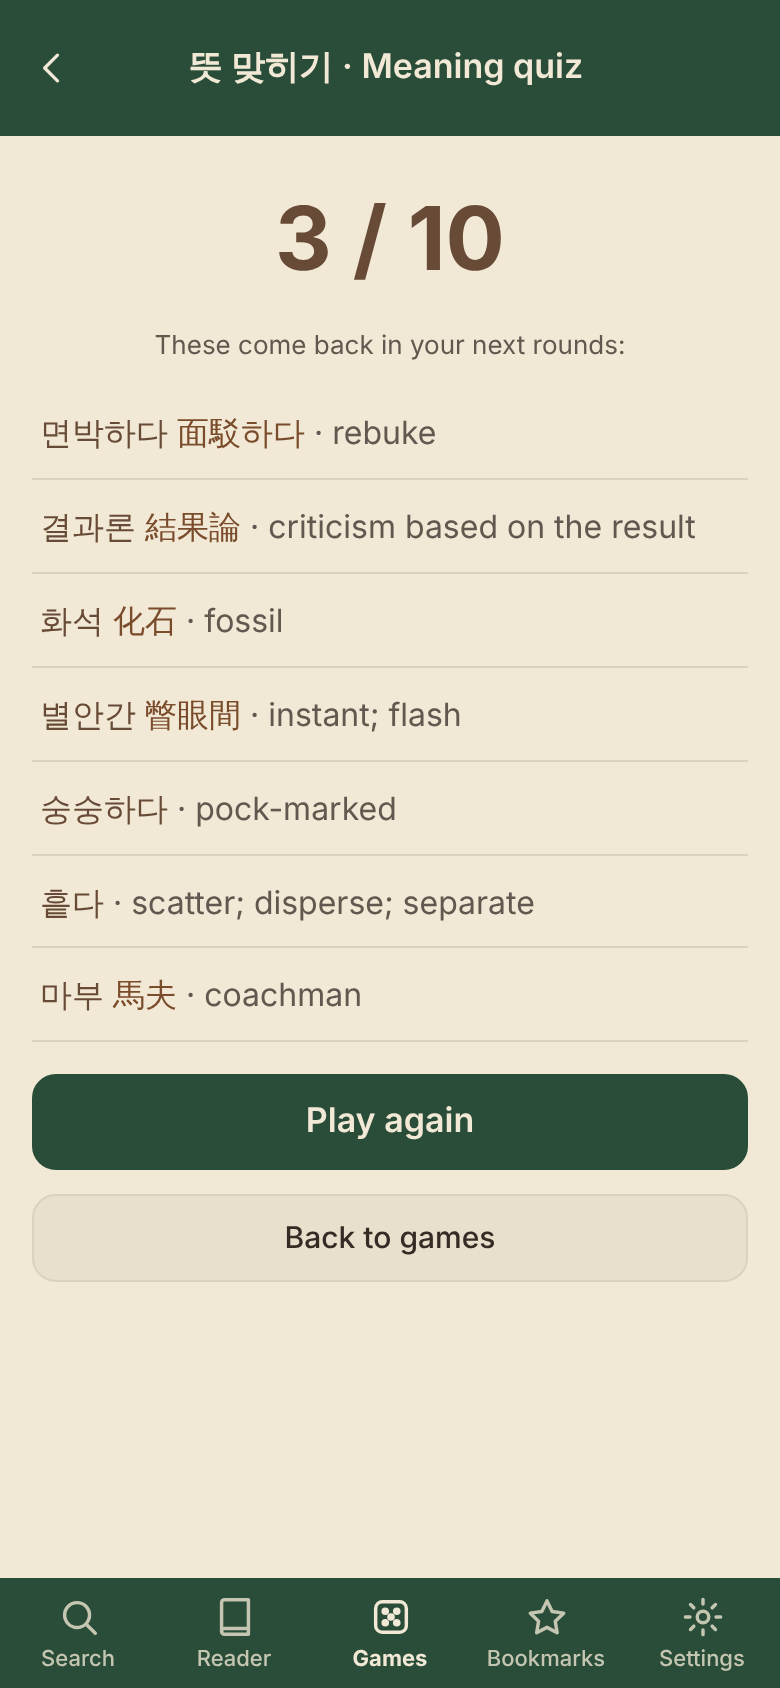 뜻 맞히기 · Meaning quiz
3 / 10
These come back in your next rounds:
면박하다 面駁하다 · rebuke
결과론 結果論 · criticism based on the result
화석 化石 · fossil
별안간 瞥眼間 · instant; flash
숭숭하다 · pock-marked
흩다 · scatter; disperse; separate
마부 馬夫 · coachman
Play again
Back to games
Search Reader Games Bookmarks Settings